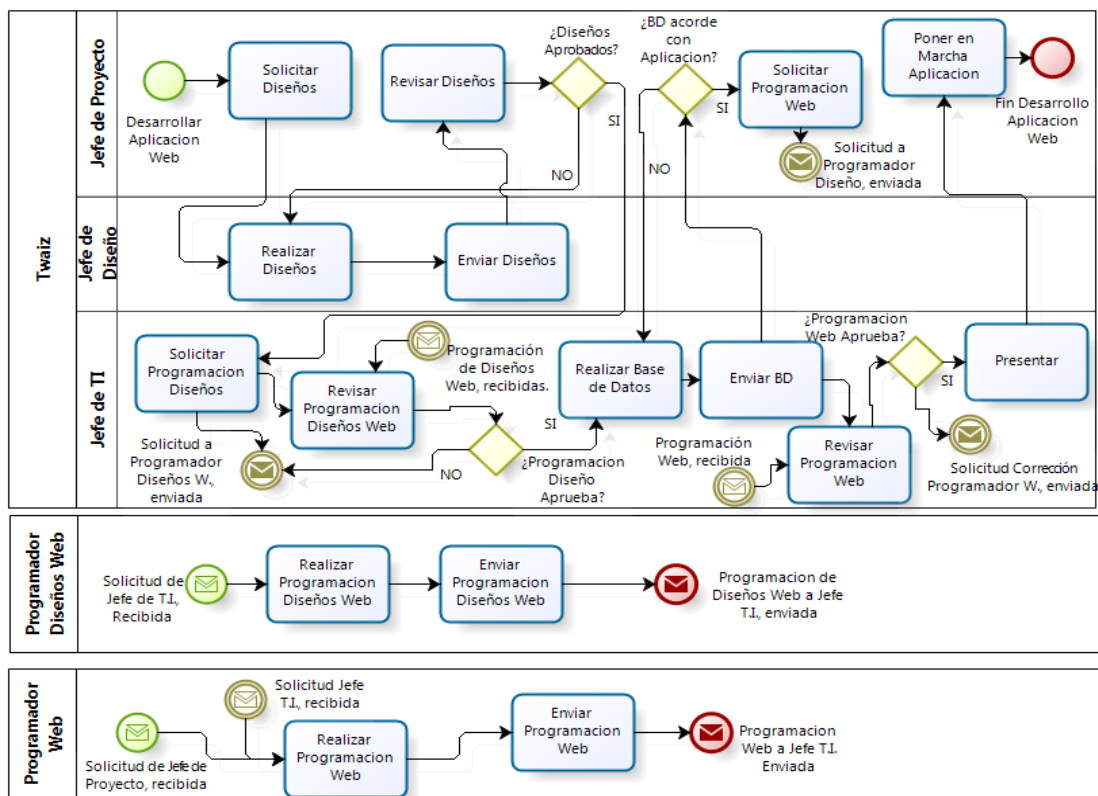 Twaiz
Jefe de Proyecto
Desarrollar
Aplicacion
Web
Solicitar
Diseños
Revisar Diseños
¿Diseños
Aprobados?
SI
NO
¿BD acorde
con
Aplicacion?
SI
NO
Solicitar
Programacion
Web
Solicitud a
Programador
Diseño, enviada
Poner en
Marcha
Aplicacion
Fin Desarrollo
Aplicacion
Web
Jefe de
Diseño
Realizar
Diseños
Enviar Diseños
Jefe de TI
Solicitar
Programacion
Diseños
Solicitud a
Programador
Diseños W.,
enviada
Revisar
Programacion
Diseños Web
Programación
de Diseños
Web, recibidas.
NO
SI
¿Programacion
Diseño
Aprueba?
Realizar Base
de Datos
Enviar BD
Programación
Web, recibida
Revisar
Programacion
Web
¿Programacion
Web Aprueba?
SI
Presentar
Solicitud Corrección
Programador W., enviada
Programador
Diseños Web
Solicitud de
Jefe de T.I.,
Recibida
Realizar
Programacion
Diseños Web
Enviar
Programacion
Diseños Web
Programacion de
Diseños Web a Jefe
T.I., enviada
Programador
Web
Solicitud de Jefe de
Proyecto, recibida
Solicitud Jefe
T.I., recibida
Realizar
Programacion
Web
Enviar
Programacion
Web
Programacion
Web a Jefe T.I.
Enviada